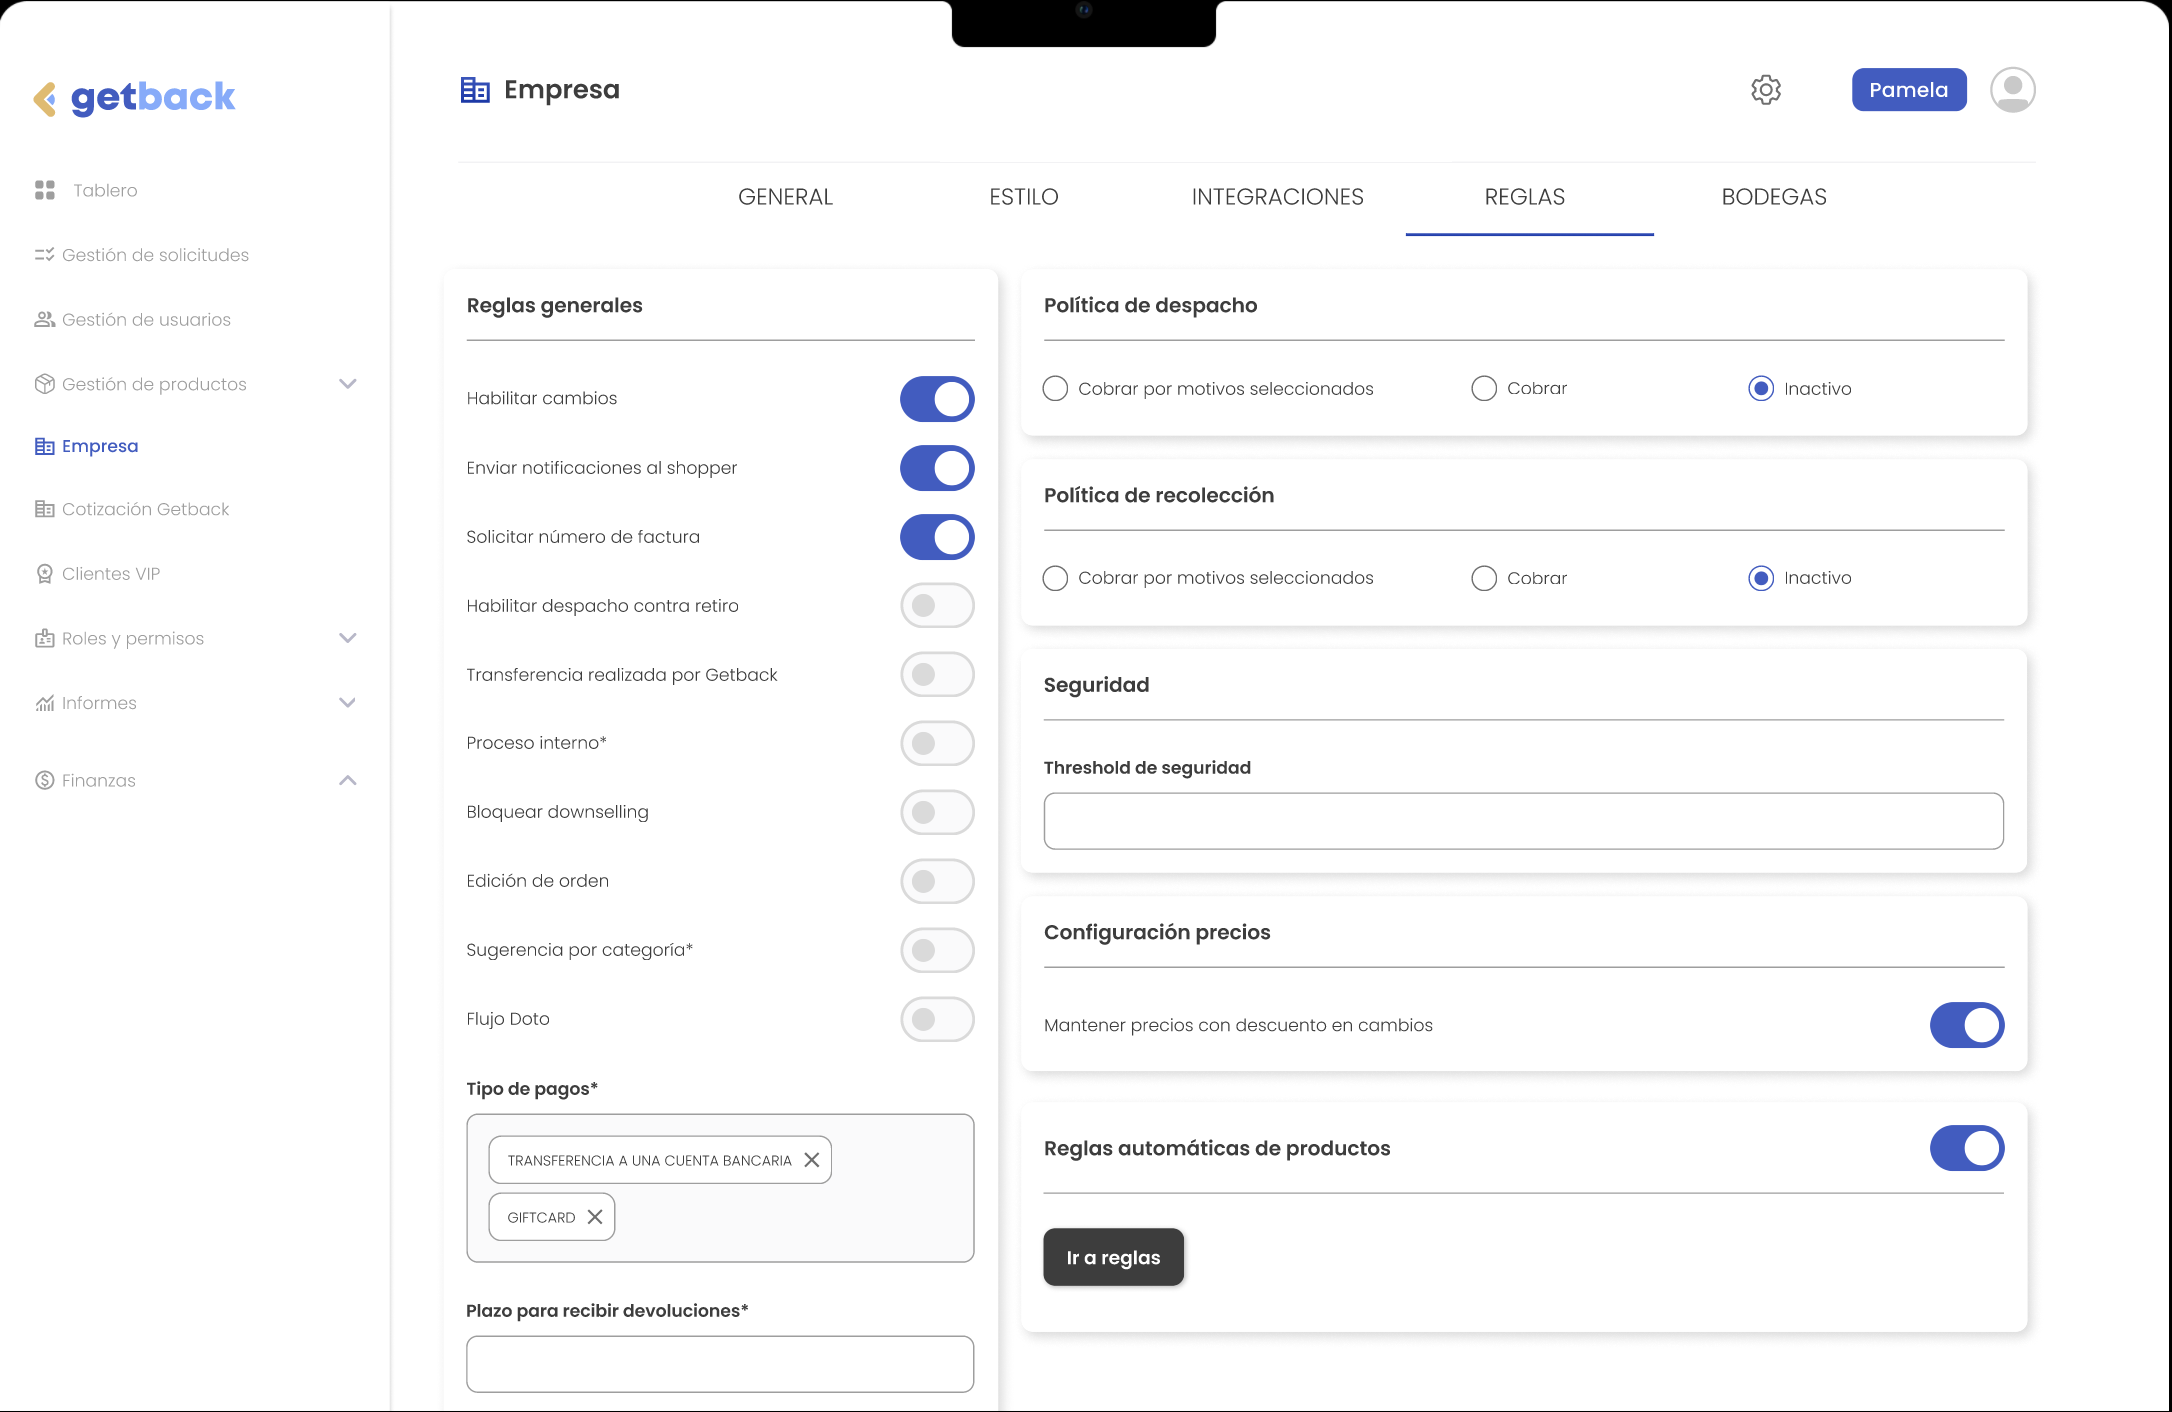 getback
Tablero
Gestión de solicitudes
Gestión de usuarios
Gestión de productos
Empresa
Cotización Getback
Clientes VIP
Roles y permisos
Informes
Finanzas
Empresa
Pamela
GENERAL
ESTILO
INTEGRACIONES
REGLAS
BODEGAS
Reglas generales
Habilitar cambios
Enviar notificaciones al shopper
Solicitar número de factura
Habilitar despacho contra retiro
Transferencia realizada por Getback
Proceso interno*
Bloquear downselling
Edición de orden
Sugerencia por categoría*
Flujo Doto
Tipo de pagos*
TRANSFERENCIA A UNA CUENTA BANCARIA
GIFTCARD
Plazo para recibir devoluciones*
Política de despacho
Cobrar por motivos seleccionados
Cobrar
Inactivo
Política de recolección
Cobrar por motivos seleccionados
Cobrar
Inactivo
Seguridad
Threshold de seguridad
Configuración precios
Mantener precios con descuento en cambios
Reglas automáticas de productos
Ir a reglas